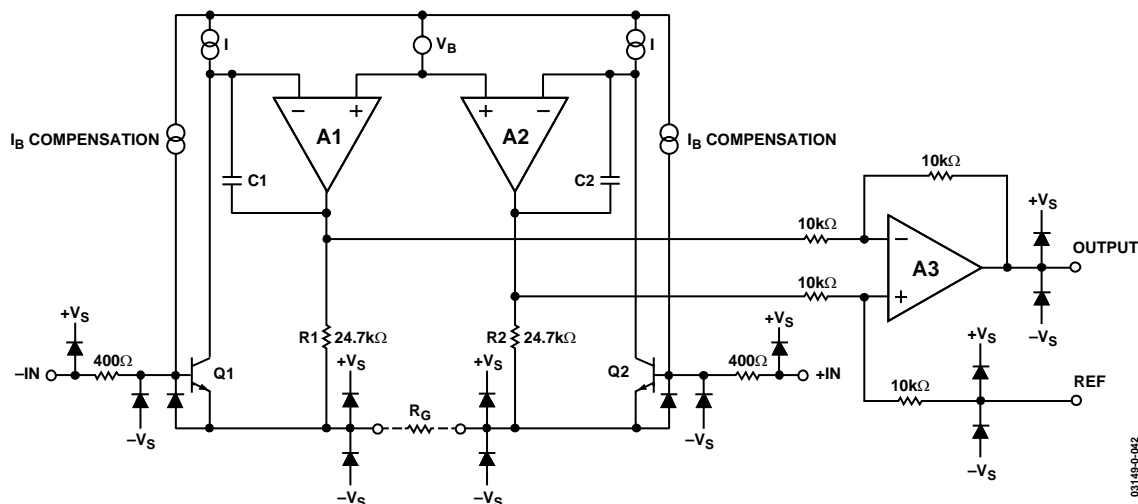 I
V_B
I
−
+
+
−
A1
A2
I_B COMPENSATION
I_B COMPENSATION
C1
C2
10kΩ
+V_S
10kΩ
−
OUTPUT
A3
10kΩ
+
−V_S
+V_S
R1
24.7kΩ
R2
24.7kΩ
+V_S
400Ω
+V_S
+V_S
400Ω
+V_S
−IN
Q1
Q2
+IN
10kΩ
REF
R_G
−V_S
−V_S
−V_S
−V_S
−V_S
03149-0-042